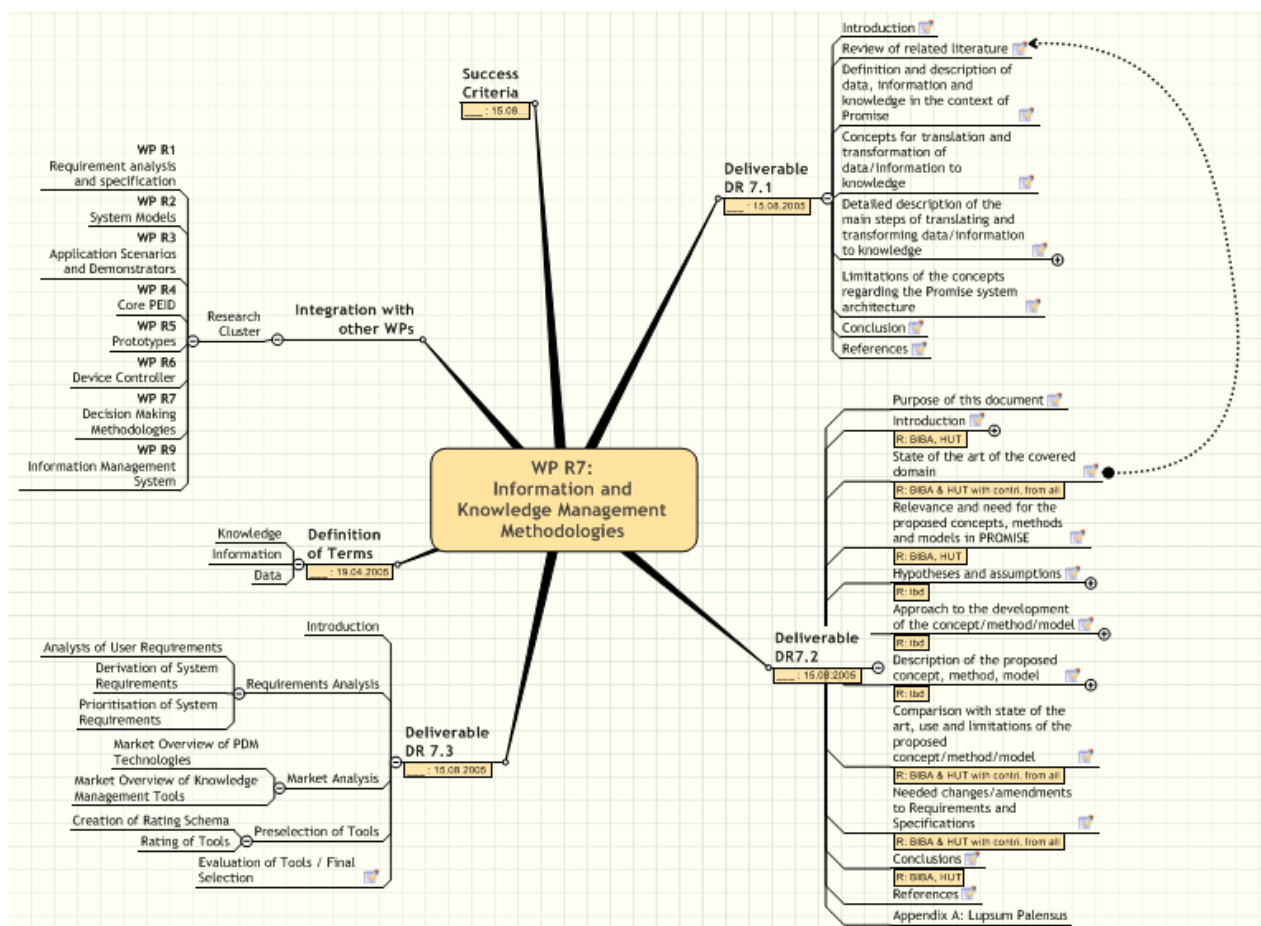 WP R7:
Information and
Knowledge Management
Methodologies
Success
Criteria
___ : 15.08...
Deliverable
DR 7.1
___ : 15.08.2005
Introduction
Review of related literature
Definition and description of
data, information and
knowledge in the context of
Promise
Concepts for translation and
transformation of
data/information to
knowledge
Detailed description of the
main steps of translating and
transforming data/information
to knowledge
Limitations of the concepts
regarding the Promise system
architecture
Conclusion
References
Deliverable
DR7.2
___ : 15.08.2005
Purpose of this document
Introduction
R: BIBA, HUT
State of the art of the covered
domain
R: BIBA & HUT with contri. from all
Relevance and need for the
proposed concepts, methods
and models in PROMISE
R: BIBA, HUT
Hypotheses and assumptions
R: tbd
Approach to the development
of the concept/method/model
R: tbd
Description of the proposed
concept, method, model
R: tbd
Comparison with state of the
art, use and limitations of the
proposed
concept/method/model
R: BIBA & HUT with contri. from all
Needed changes/amendments
to Requirements and
Specifications
R: BIBA & HUT with contri. from all
Conclusions
R: BIBA, HUT
References
Appendix A: Lupsum Palensus
Deliverable
DR 7.3
___ : 15.08.2005
Introduction
Requirements Analysis
Analysis of User Requirements
Derivation of System
Requirements
Prioritisation of System
Requirements
Market Analysis
Market Overview of PDM
Technologies
Market Overview of Knowledge
Management Tools
Preselection of Tools
Creation of Rating Schema
Rating of Tools
Evaluation of Tools / Final
Selection
Definition
of Terms
___ : 19.04.2005
Knowledge
Information
Data
Integration with
other WPs
Research
Cluster
WP R1
Requirement analysis
and specification
WP R2
System Models
WP R3
Application Scenarios
and Demonstrators
WP R4
Core PEID
WP R5
Prototypes
WP R6
Device Controller
WP R7
Decision Making
Methodologies
WP R9
Information Management
System